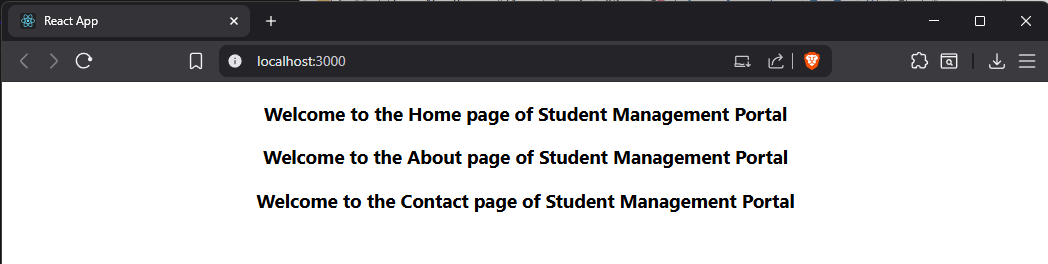 React App
localhost:3000
Welcome to the Home page of Student Management Portal
Welcome to the About page of Student Management Portal
Welcome to the Contact page of Student Management Portal